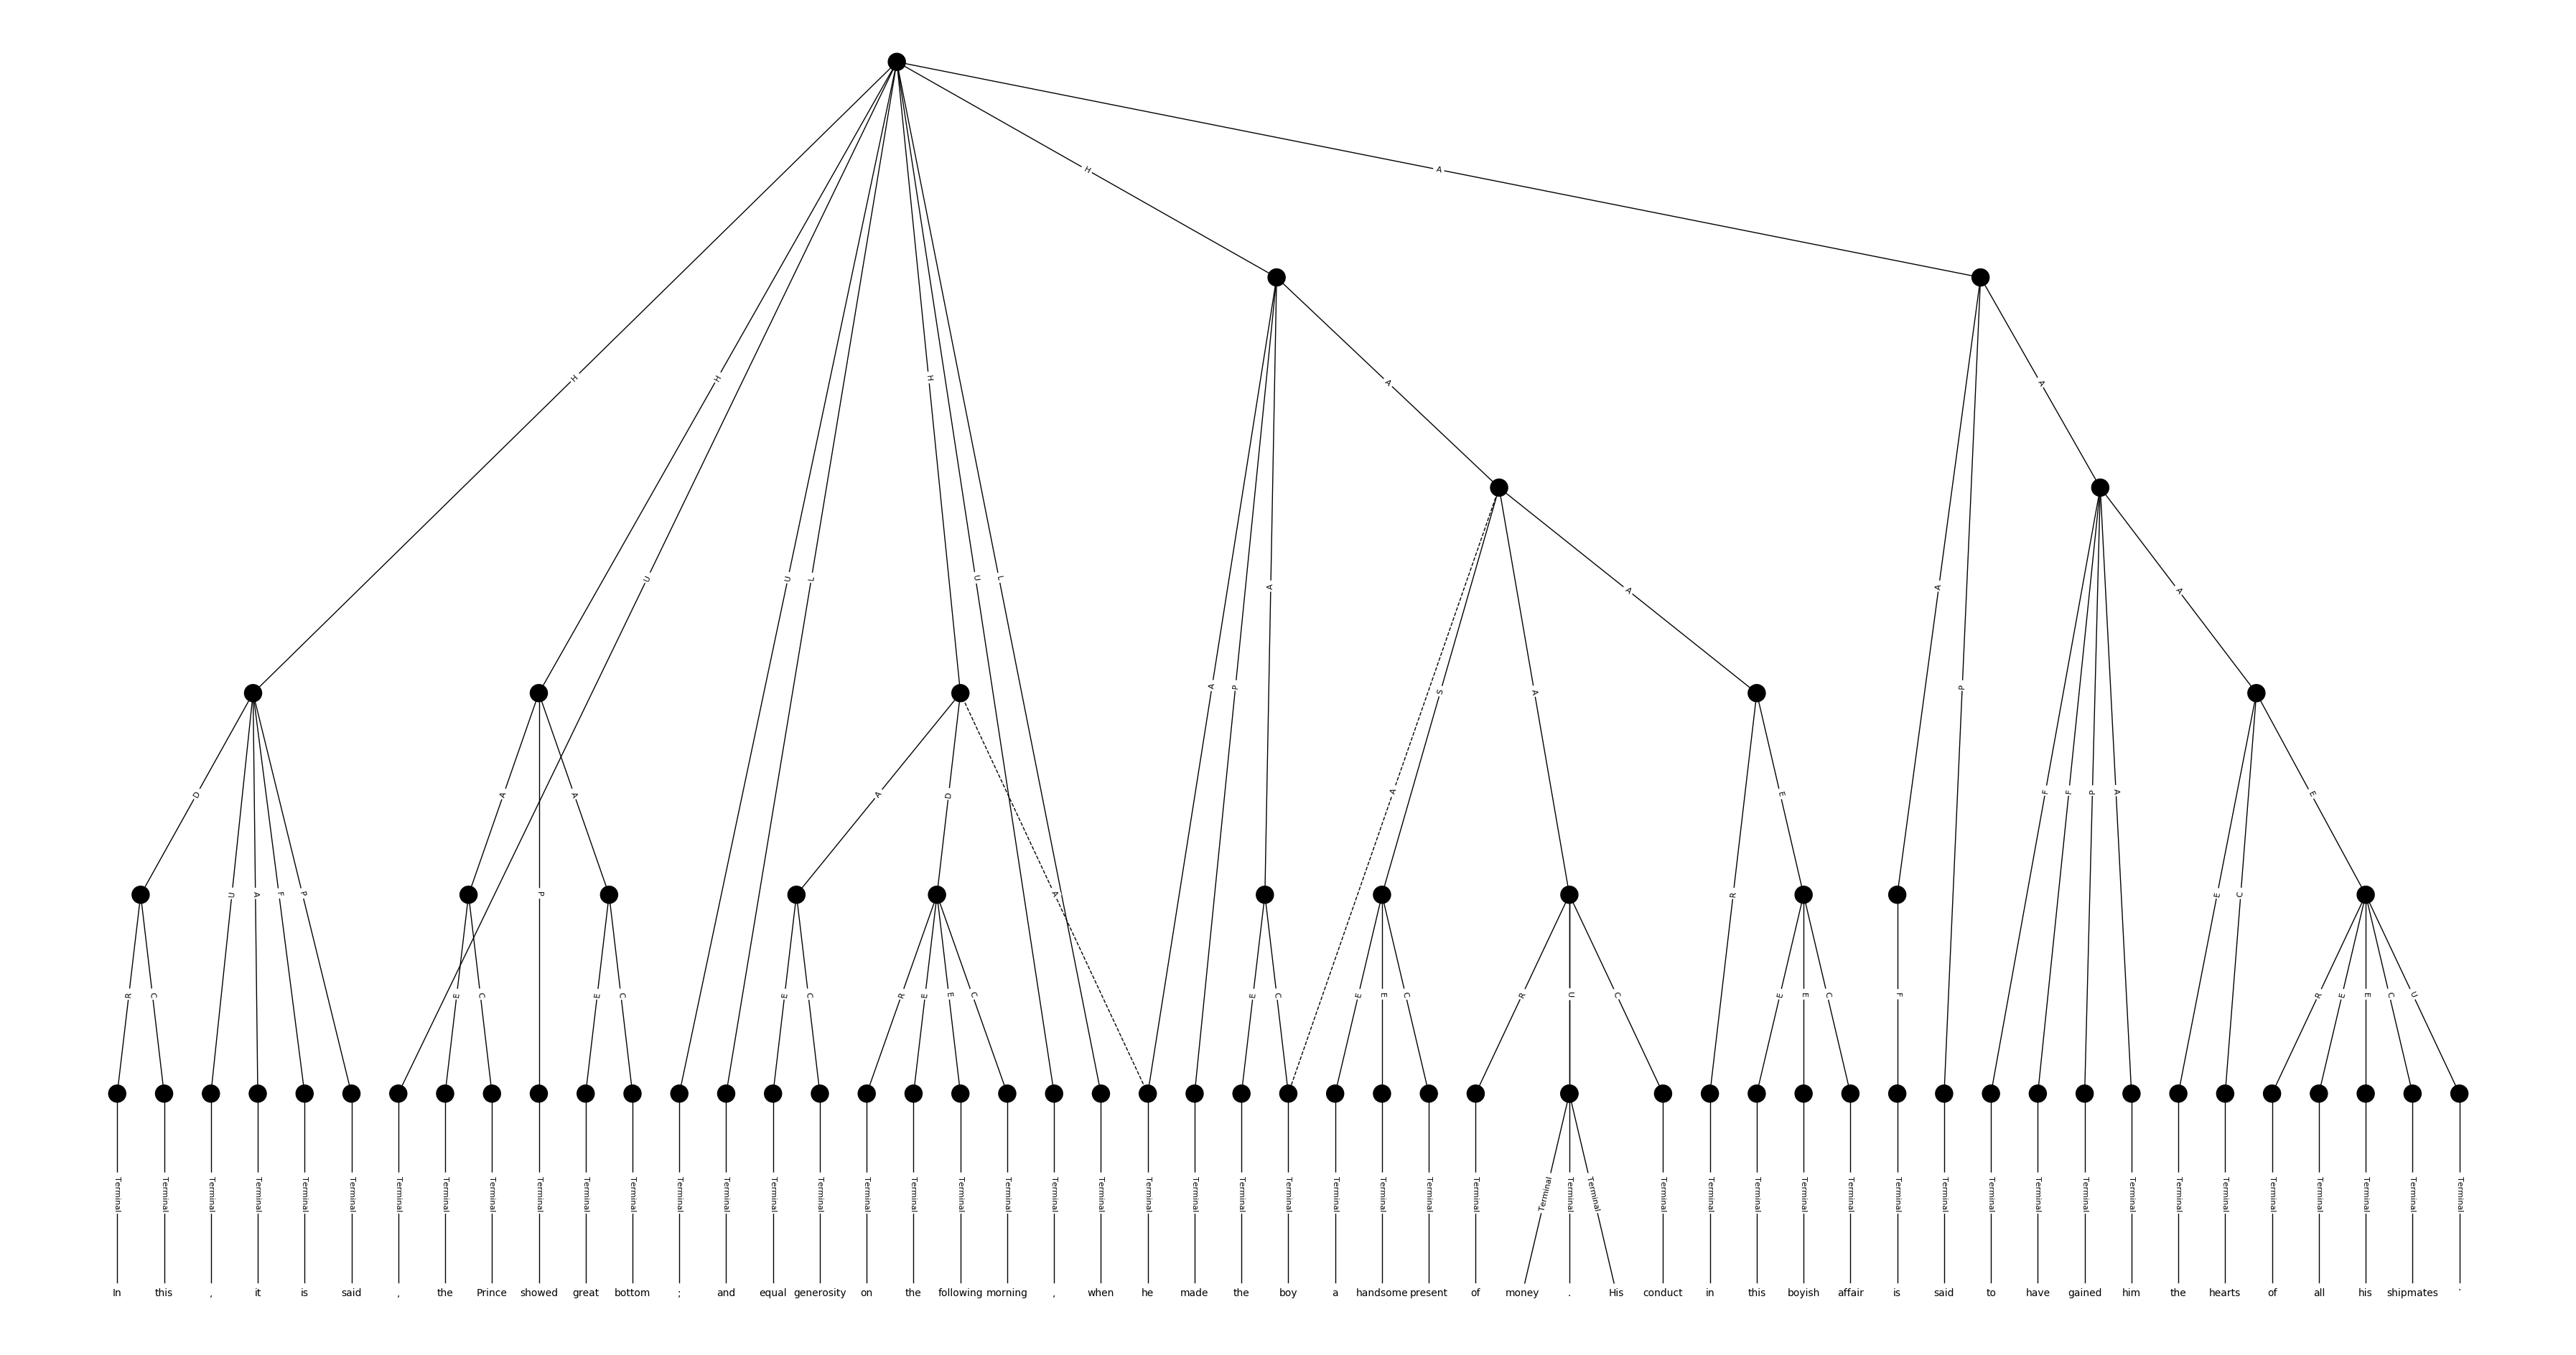 H A
H H H A A
U U L U L
A P A S A A A P A
D A A A D F F P A E
U A F P P A R E
E C R E E C
R C E C E C E C R E E C E C E E C R U C E E C F R E E C U
Terminal Terminal Terminal Terminal Terminal Terminal Terminal Terminal Terminal Terminal Terminal Terminal Terminal Terminal Terminal Terminal Terminal Terminal Terminal Terminal Terminal Terminal Terminal Terminal Terminal Terminal Terminal Terminal Terminal Terminal Terminal Terminal Terminal Terminal Terminal Terminal Terminal Terminal Terminal Terminal Terminal Terminal Terminal Terminal Terminal Terminal Terminal Terminal Terminal Terminal Terminal
In this , it is said , the Prince showed great bottom ; and equal generosity on the following morning , when he made the boy a handsome present of money . His conduct in this boyish affair is said to have gained him the hearts of all his shipmates .